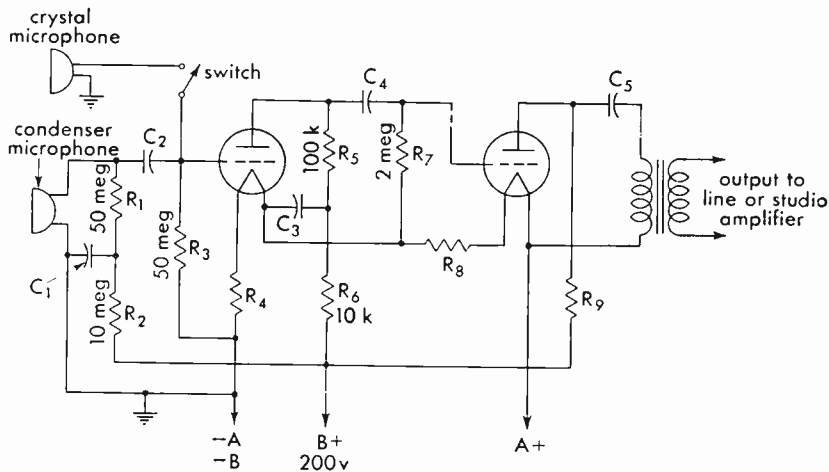 crystal
microphone
switch
condenser
microphone
C2
50 meg
R1
C1
10 meg
R2
50 meg
R3
R4
C3
100 k
R5
R6
10 k
C4
2 meg
R7
R8
C5
R9
output to
line or studio
amplifier
−A
−B
B+
200v
A+